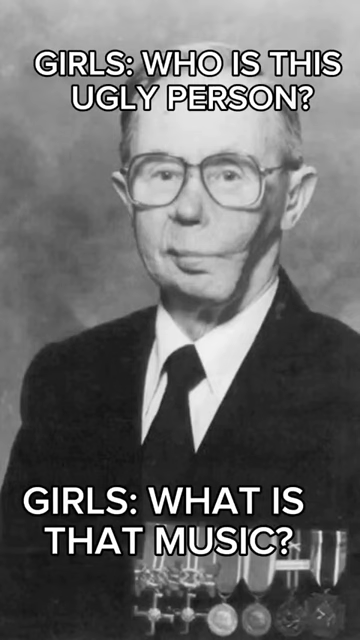 GIRLS: WHO IS THIS
UGLY PERSON?
GIRLS: WHAT IS
THAT MUSIC?